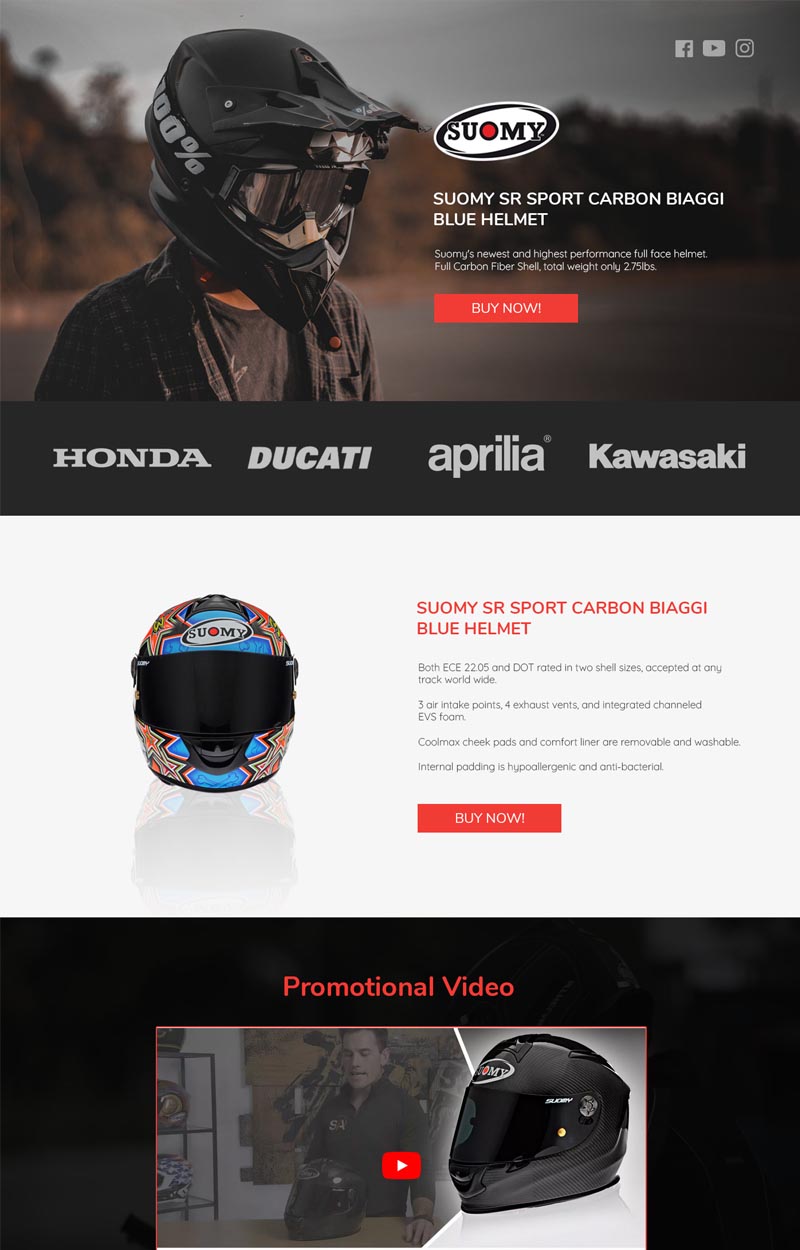 100%
SUOMY
SUOMY SR SPORT CARBON BIAGGI
BLUE HELMET
Suomy's newest and highest performance full face helmet.
Full Carbon Fiber Shell, total weight only 2.75lbs.
BUY NOW!
HONDA DUCATI aprilia® Kawasaki
SUOMY
SUOMY SR SPORT CARBON BIAGGI
BLUE HELMET
Both ECE 22.05 and DOT rated in two shell sizes, accepted at any
track world wide.
3 air intake points, 4 exhaust vents, and integrated channeled
EVS foam.
Coolmax cheek pads and comfort liner are removable and washable.
Internal padding is hypoallergenic and anti-bacterial.
BUY NOW!
Promotional Video
SUOMY
SUOMY